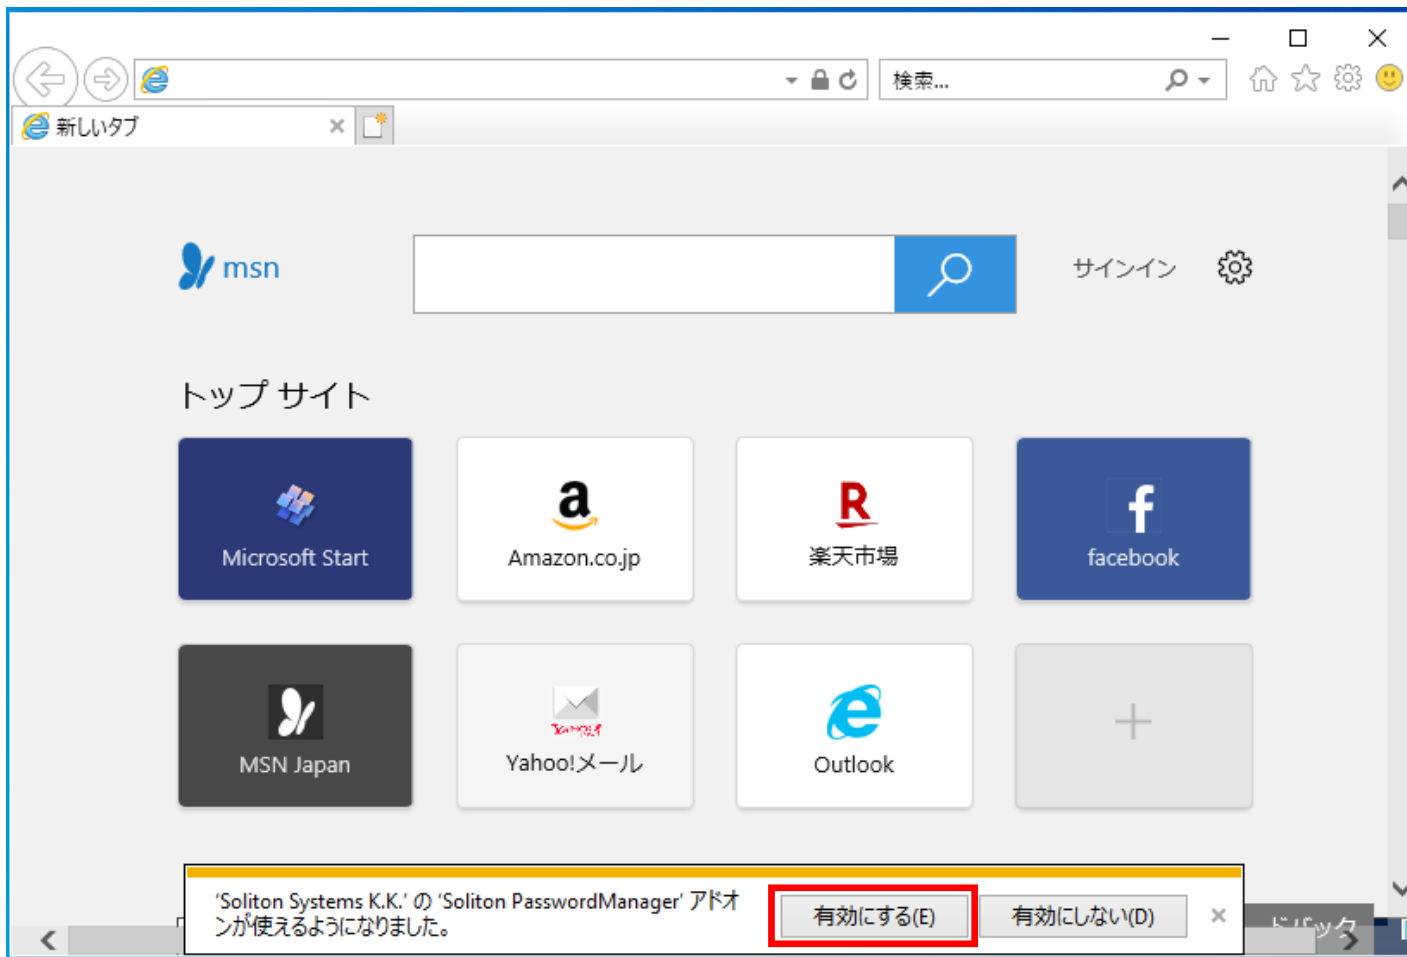 検索...
新しいタブ
msn
サインイン
トップ サイト
Microsoft Start
Amazon.co.jp
楽天市場
facebook
MSN Japan
Yahoo!メール
Outlook
'Soliton Systems K.K.' の 'Soliton PasswordManager' アドオ
ンが使えるようになりました。
有効にする(E)
有効にしない(D)